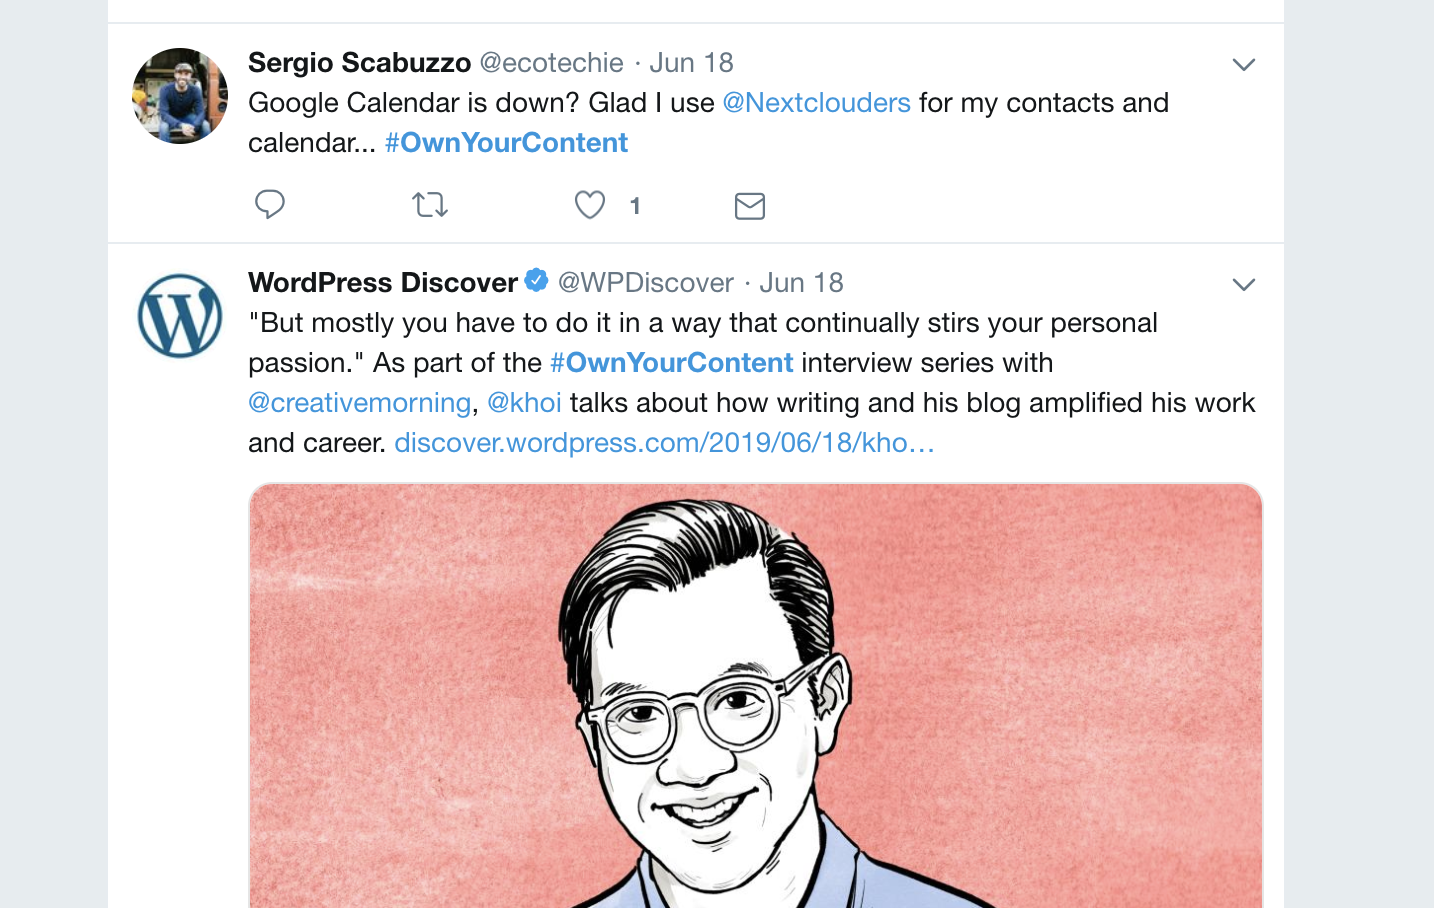 Sergio Scabuzzo @ecotechie · Jun 18
Google Calendar is down? Glad I use @Nextclouders for my contacts and
calendar... #OwnYourContent
1
WordPress Discover @WPDiscover · Jun 18
"But mostly you have to do it in a way that continually stirs your personal
passion." As part of the #OwnYourContent interview series with
@creativemorning, @khoi talks about how writing and his blog amplified his work
and career. discover.wordpress.com/2019/06/18/kho…